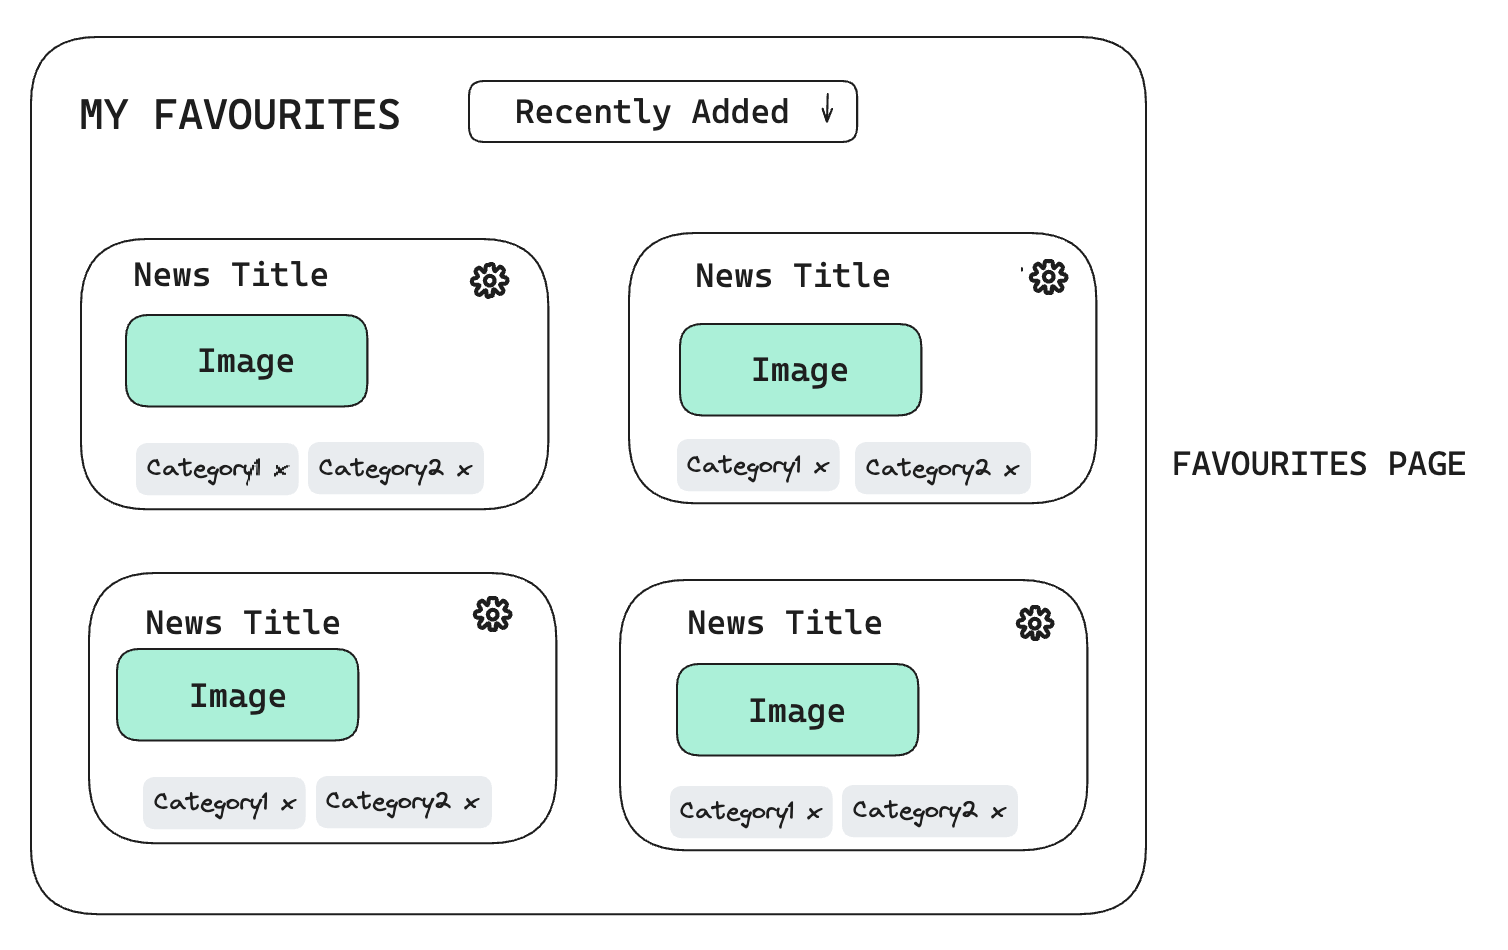 MY FAVOURITES
Recently Added
News Title
News Title
Image
Image
Category1 x
Category2 x
Category1 x
Category2 x
FAVOURITES PAGE
News Title
News Title
Image
Image
Category1 x
Category2 x
Category1 x
Category2 x